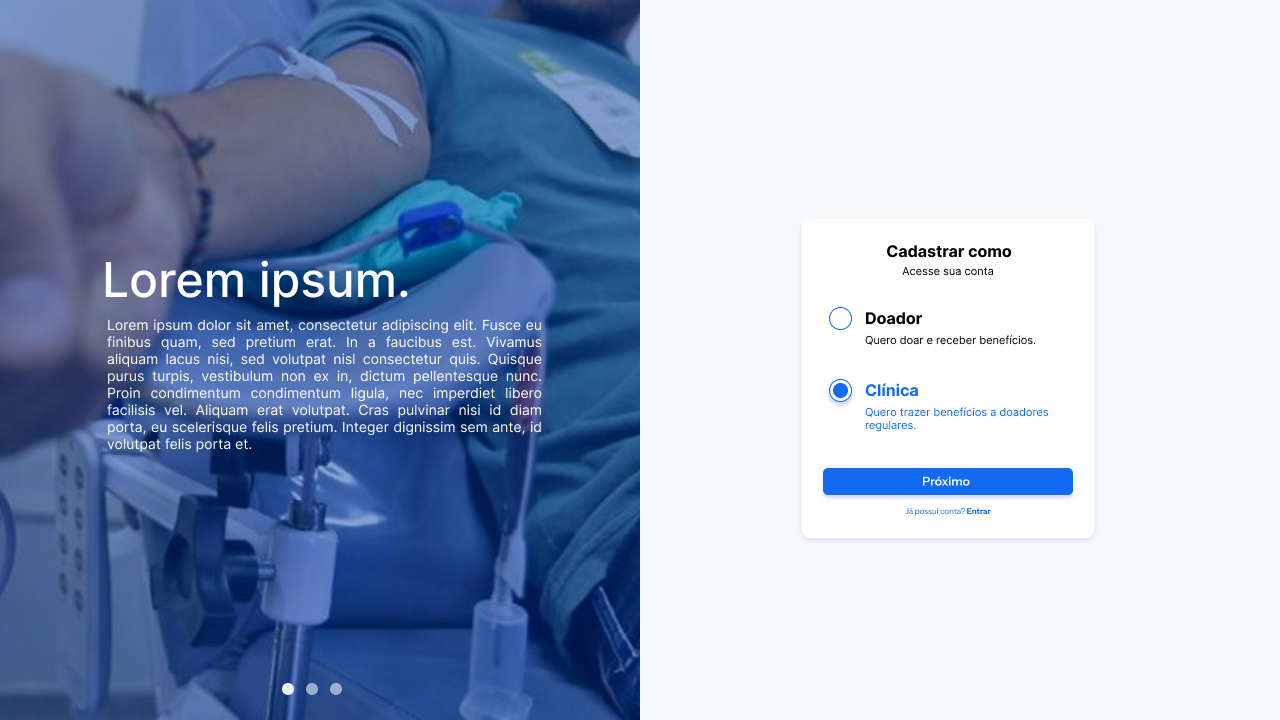 Lorem ipsum.
Lorem ipsum dolor sit amet, consectetur adipiscing elit. Fusce eu
finibus quam, sed pretium erat. In a faucibus est. Vivamus
aliquam lacus nisi, sed volutpat nisl consectetur quis. Quisque
purus turpis, vestibulum non ex in, dictum pellentesque nunc.
Proin condimentum condimentum ligula, nec imperdiet libero
facilisis vel. Aliquam erat volutpat. Cras pulvinar nisi id diam
porta, eu scelerisque felis pretium. Integer dignissim sem ante, id
volutpat felis porta et.
Cadastrar como
Acesse sua conta
Doador
Quero doar e receber benefícios.
Clínica
Quero trazer benefícios a doadores
regulares.
Próximo
Já possui conta? Entrar